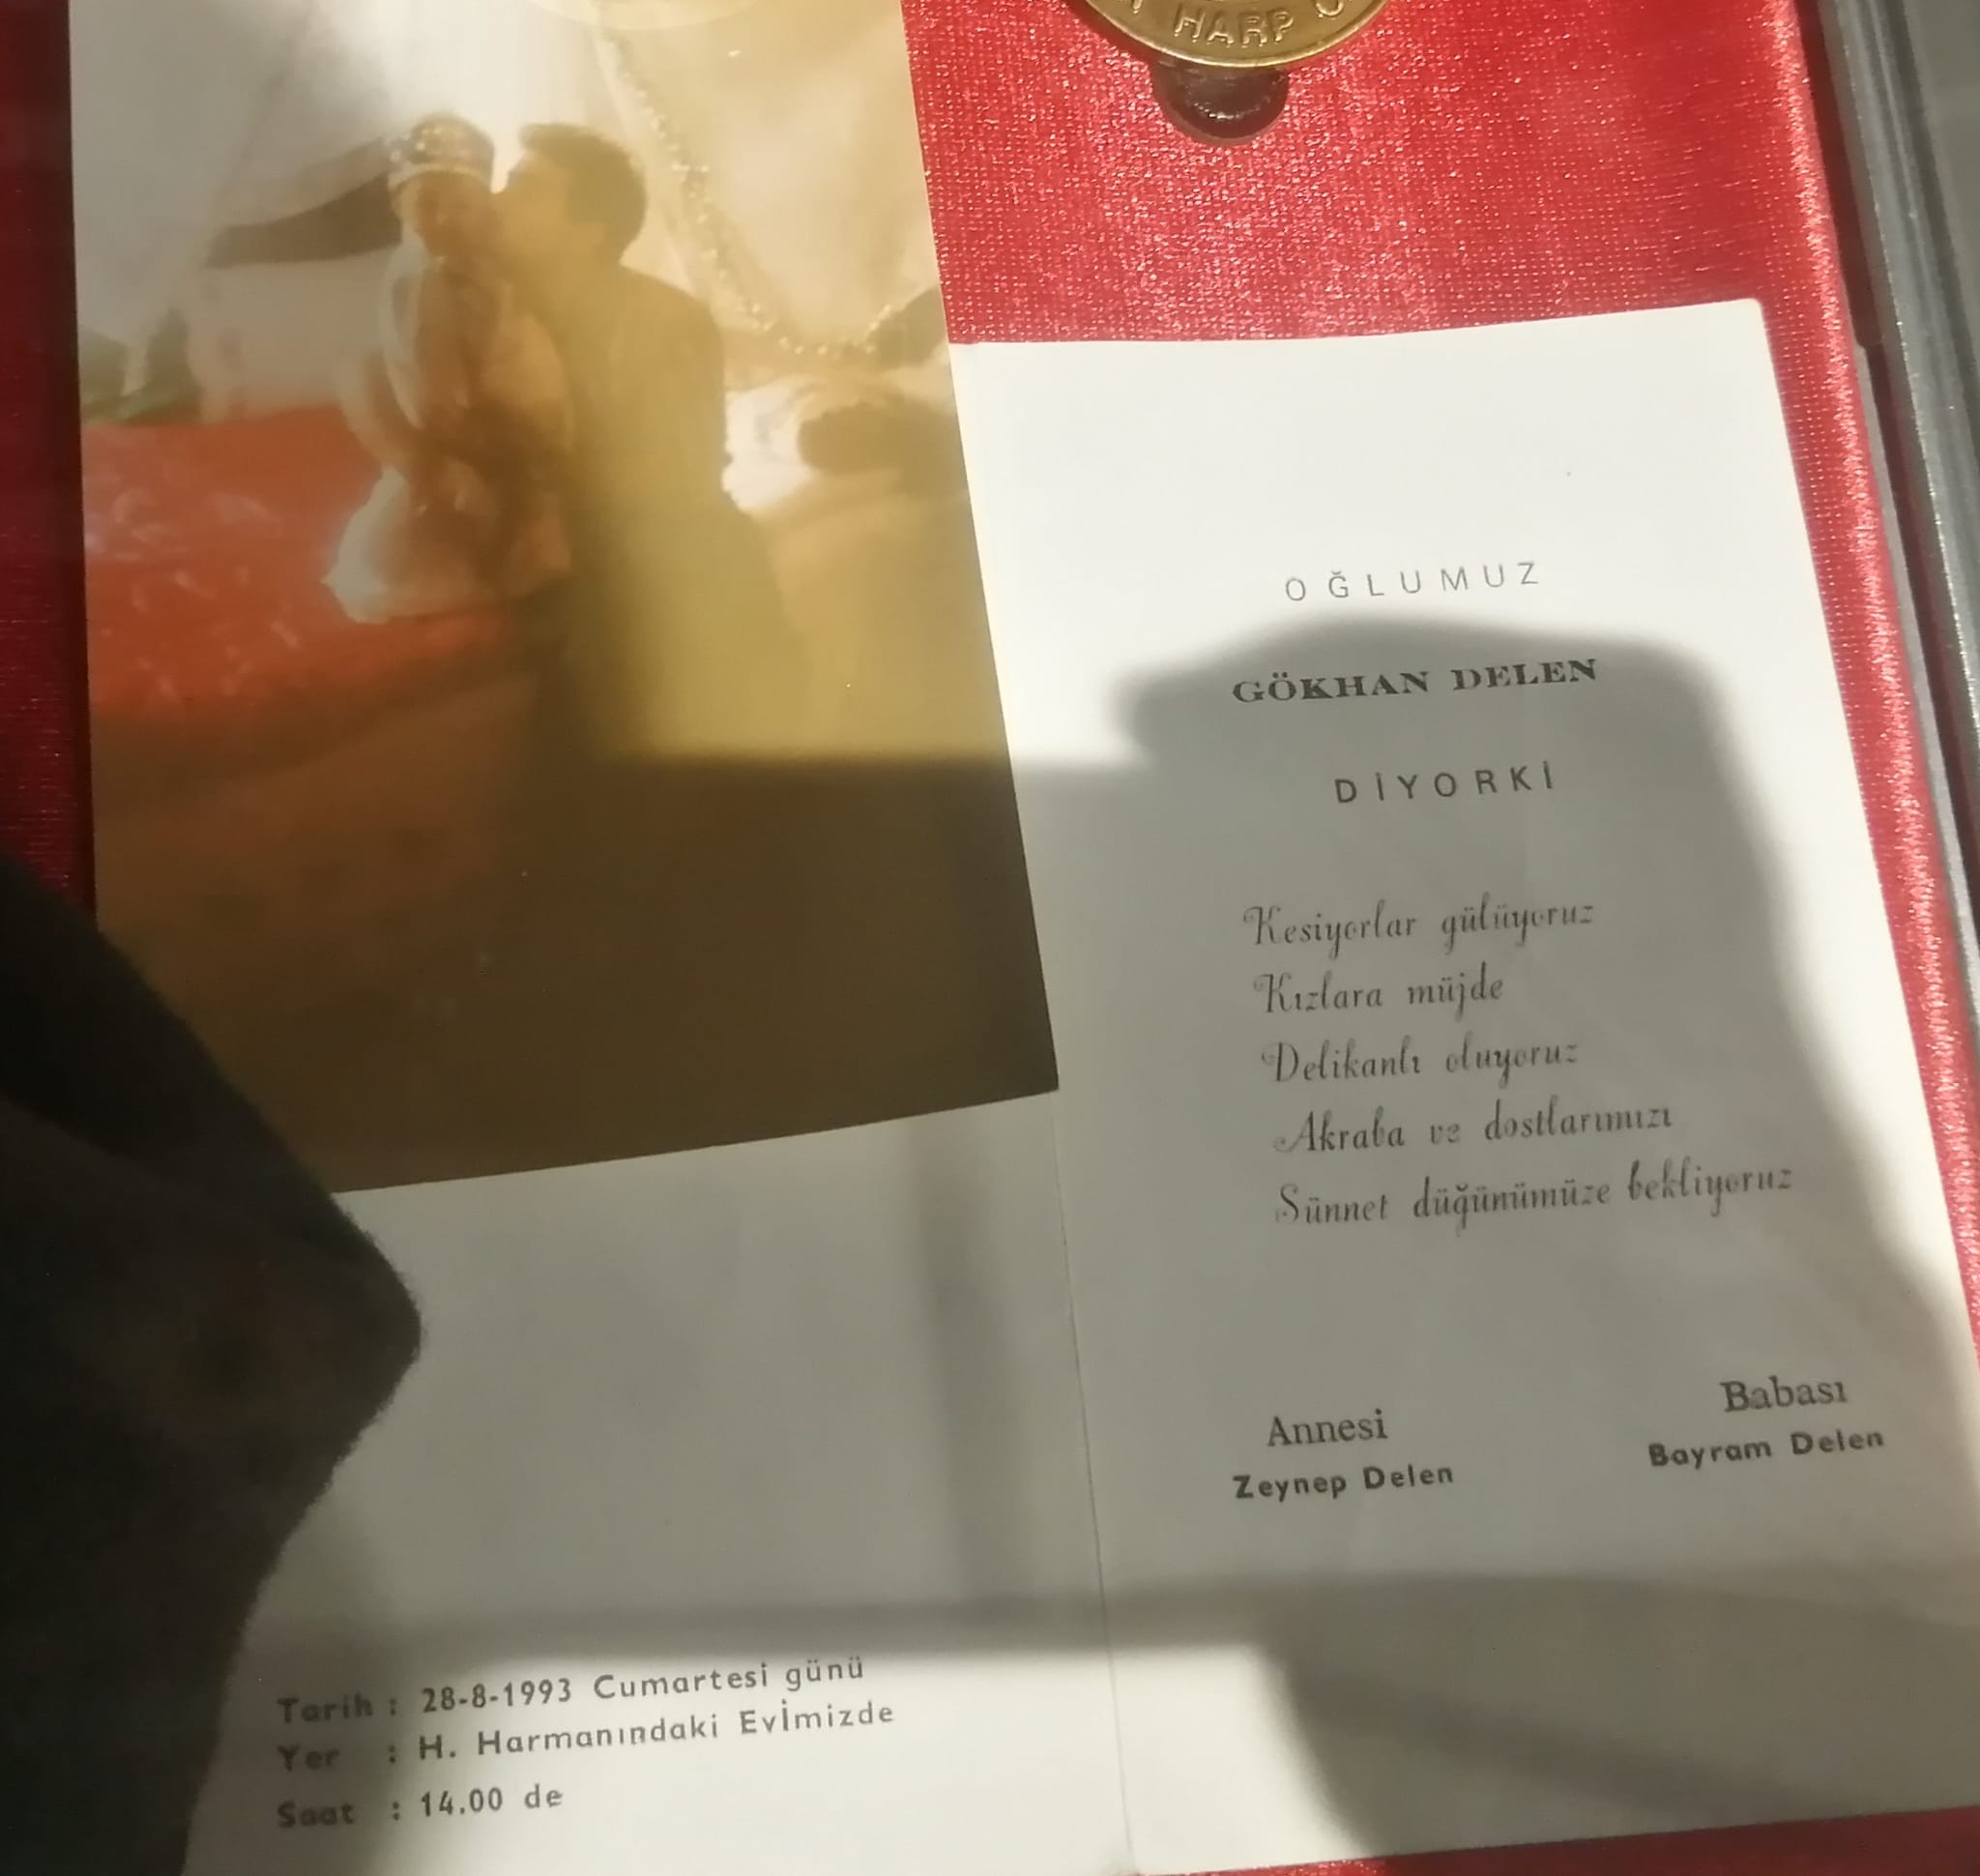 HARP
OĞLUMUZ
GÖKHAN DELEN
DİYORKİ
Kesiyorlar gülüyoruz
Kızlara müjde
Delikanlı oluyoruz
Akraba ve dostlarımızı
Sünnet düğünümüze bekliyoruz
Annesi
Zeynep Delen
Babası
Bayram Delen
Tarih : 28-8-1993 Cumartesi günü
Yer : H. Harmanındaki Evİmizde
Saat : 14.00 de